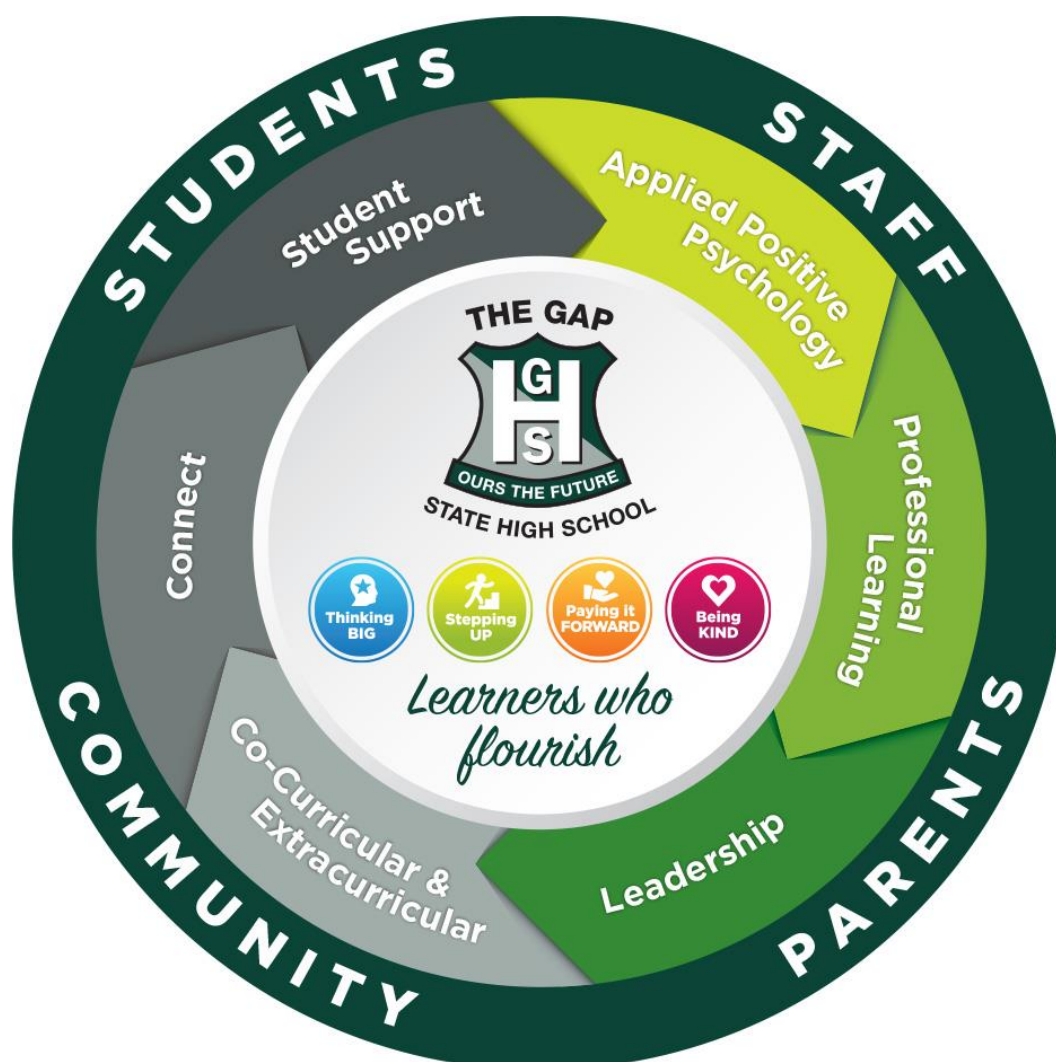 STUDENTS
STAFF
PARENTS
COMMUNITY
Student
Support
Applied Positive
Psychology
Professional
Learning
Leadership
Co-Curricular &
Extracurricular
Connect
THE GAP
G
H
S
OURS THE FUTURE
STATE HIGH SCHOOL
Thinking
BIG
Stepping
UP
Paying it
FORWARD
Being
KIND
Learners who
flourish